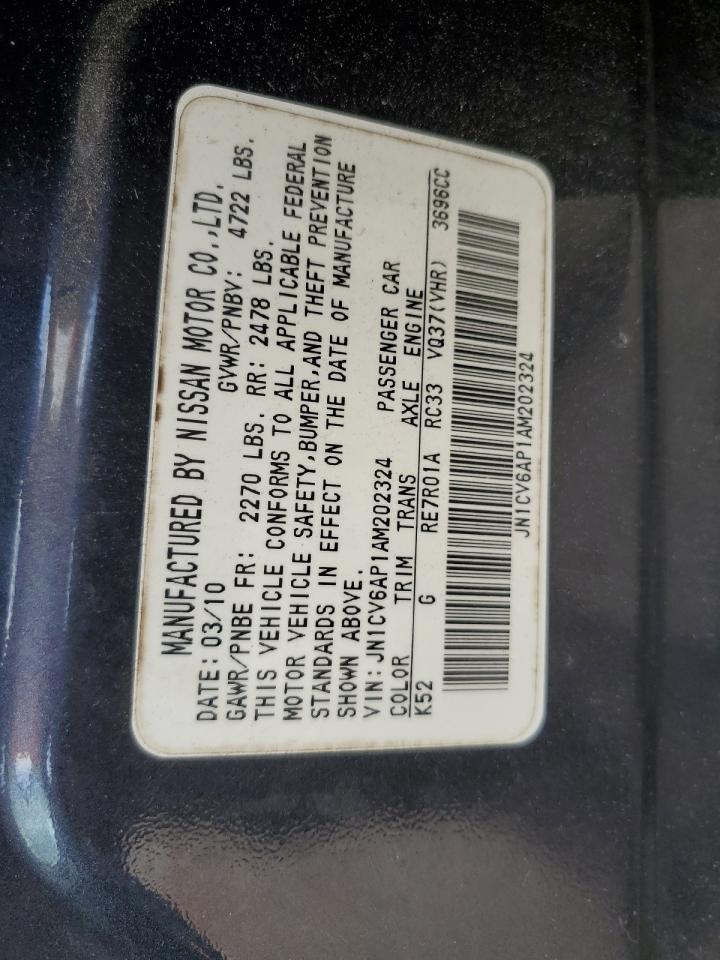 MANUFACTURED BY NISSAN MOTOR CO.,LTD.
DATE: 03/10 GVWR/PNBV: 4722 LBS.
GAWR/PNBE FR: 2270 LBS. RR: 2478 LBS.
THIS VEHICLE CONFORMS TO ALL APPLICABLE FEDERAL
MOTOR VEHICLE SAFETY,BUMPER,AND THEFT PREVENTION
STANDARDS IN EFFECT ON THE DATE OF MANUFACTURE
SHOWN ABOVE.
VIN: JN1CV6AP1AM202324 PASSENGER CAR
COLOR TRIM TRANS AXLE ENGINE
K52 G RE7R01A RC33 VQ37(VHR) 3696CC
JN1CV6AP1AM202324